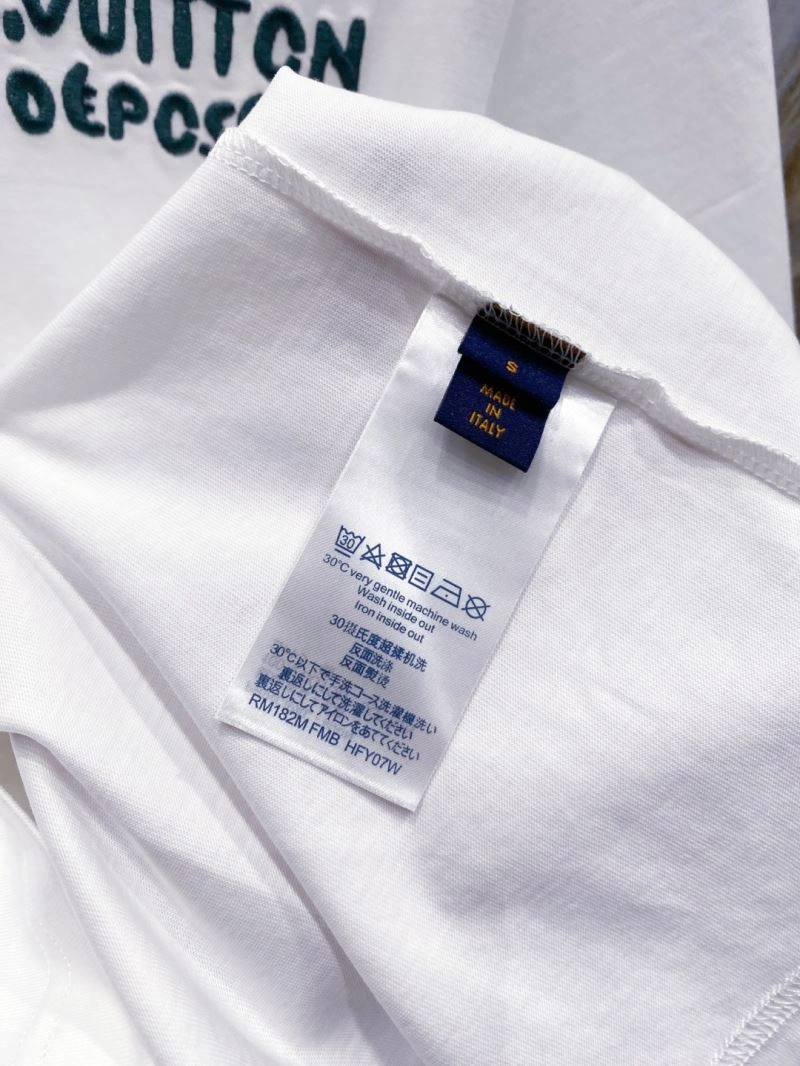 .VUITTON
DÉPOS
S
MADE
IN
ITALY
30
30°C very gentle machine wash
Wash inside out
Iron inside out
30摄氏度超揉机洗
反面洗涤
反面熨烫
30℃以下で手洗コース洗濯機洗い
裏返しにして洗濯してください
裏返しにしてアイロンをあててください
RM182M FMB HFY07W